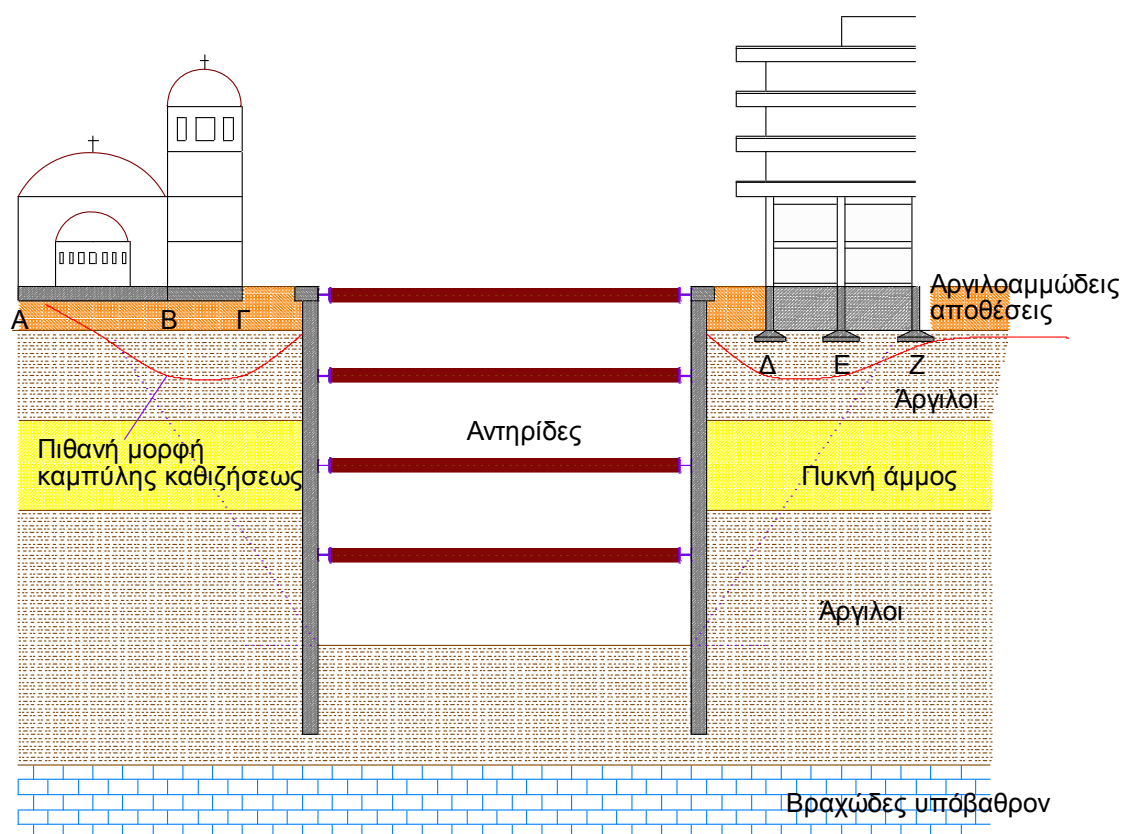 Αργιλοαμμώδεις
αποθέσεις
Α
Β
Γ
Δ
Ε
Ζ
Άργιλοι
Πιθανή μορφή
καμπύλης καθιζήσεως
Αντηρίδες
Πυκνή άμμος
Άργιλοι
Βραχώδες υπόβαθρον